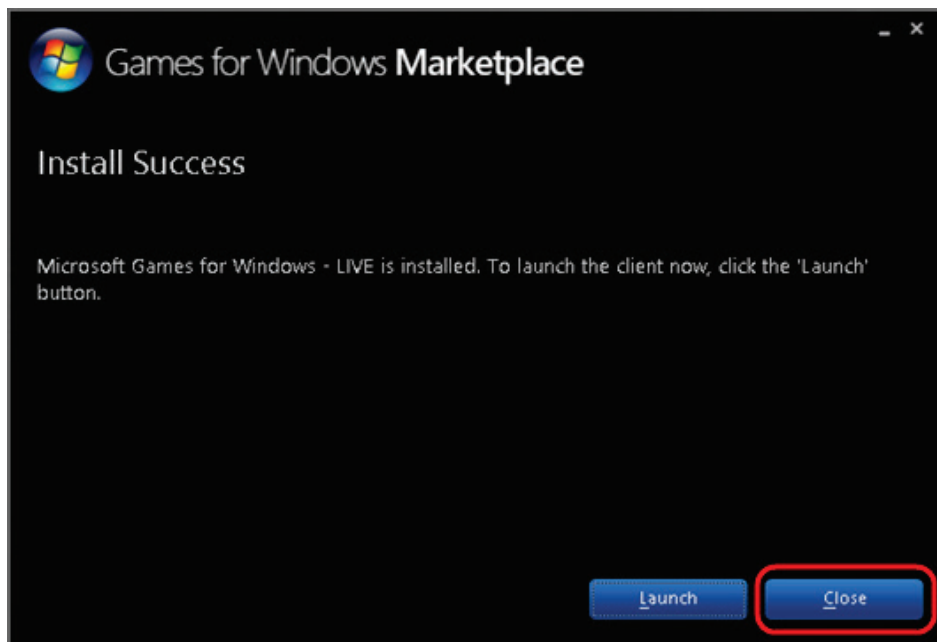 Games for Windows Marketplace
Install Success
Microsoft Games for Windows - LIVE is installed. To launch the client now, click the 'Launch'
button.
Launch
Close